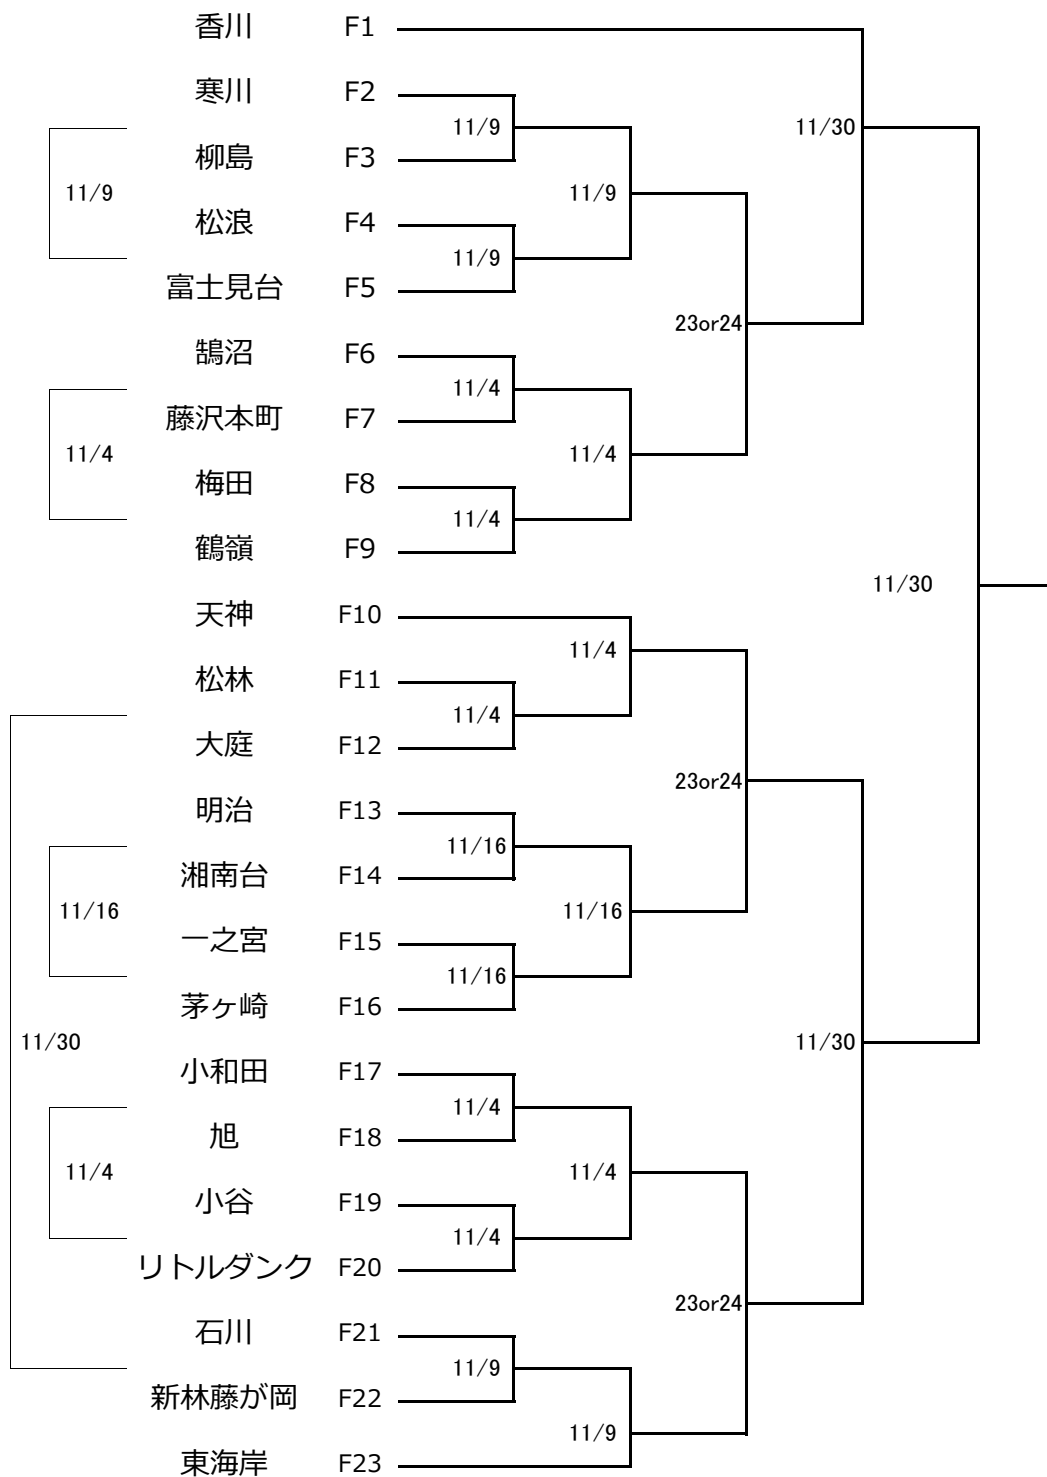 香川 F1
寒川 F2
11/9 11/30
柳島 F3
11/9 11/9
松浪 F4
11/9
富士見台 F5
23or24
鵠沼 F6
11/4
藤沢本町 F7
11/4 11/4
梅田 F8
11/4
鶴嶺 F9
11/30
天神 F10
11/4
松林 F11
11/4
大庭 F12
23or24
明治 F13
11/16
湘南台 F14
11/16 11/16
一之宮 F15
11/16
茅ヶ崎 F16
11/30 11/30
小和田 F17
11/4
旭 F18
11/4 11/4
小谷 F19
11/4
リトルダンク F20
23or24
石川 F21
11/9
新林藤が岡 F22
11/9
東海岸 F23